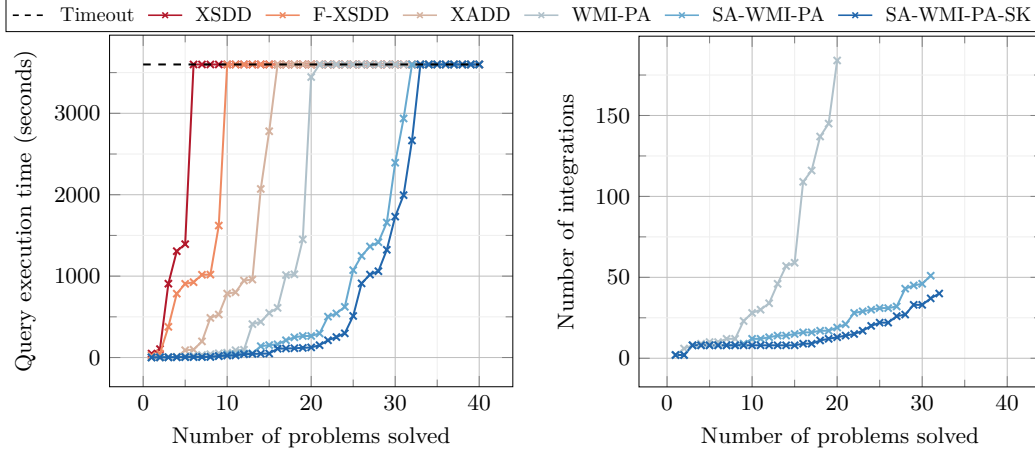 Timeout XSDD F-XSDD XADD WMI-PA SA-WMI-PA SA-WMI-PA-SK
Query execution time (seconds)
3000
2000
1000
0
0 10 20 30 40
Number of problems solved
Number of integrations
150
100
50
0
0 10 20 30 40
Number of problems solved